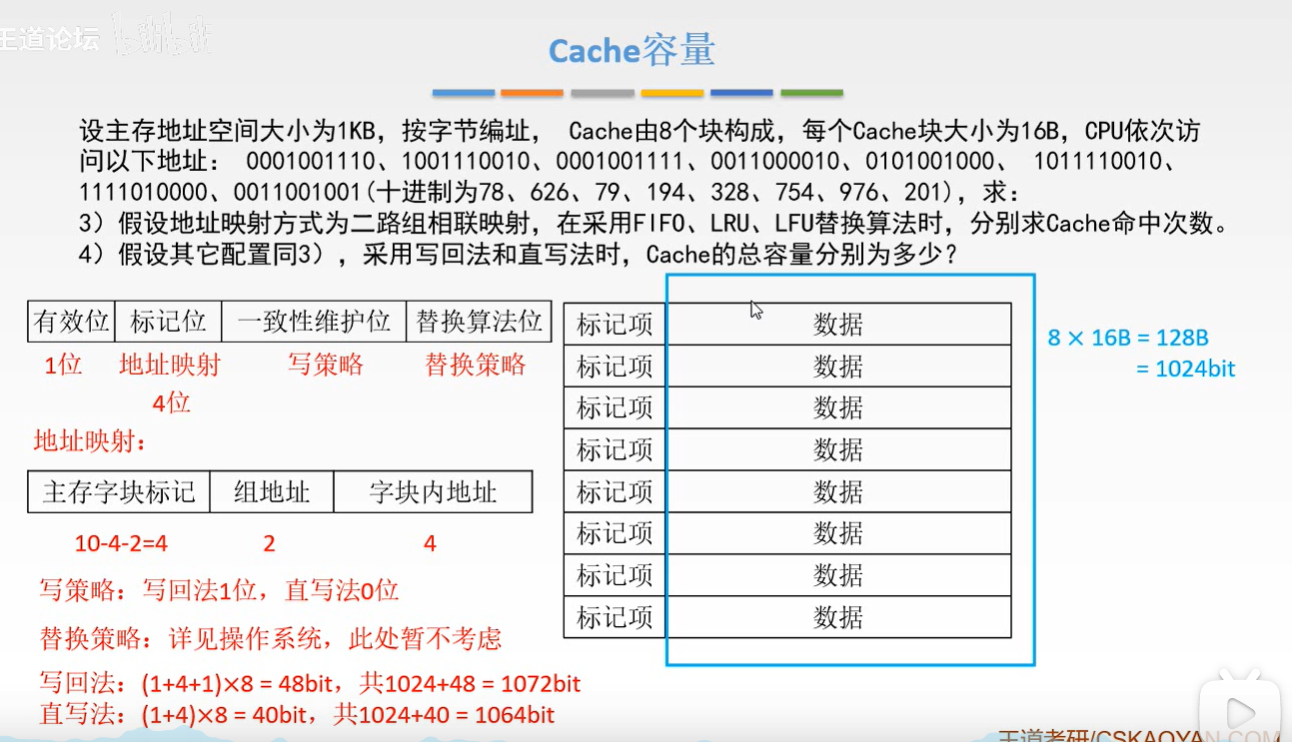 王道论坛
Cache容量
设主存地址空间大小为1KB，按字节编址， Cache由8个块构成，每个Cache块大小为16B，CPU依次访
问以下地址： 0001001110、1001110010、0001001111、0011000010、0101001000、 1011110010、
1111010000、0011001001(十进制为78、626、79、194、328、754、976、201)，求：
3）假设地址映射方式为二路组相联映射，在采用FIFO、LRU、LFU替换算法时，分别求Cache命中次数。
4）假设其它配置同3），采用写回法和直写法时，Cache的总容量分别为多少？
有效位 标记位 一致性维护位 替换算法位
1位 地址映射 写策略 替换策略
4位
地址映射：
主存字块标记 组地址 字块内地址
10-4-2=4 2 4
写策略：写回法1位，直写法0位
替换策略：详见操作系统，此处暂不考虑
写回法：(1+4+1)×8 = 48bit，共1024+48 = 1072bit
直写法：(1+4)×8 = 40bit，共1024+40 = 1064bit
标记项 数据
标记项 数据
标记项 数据
标记项 数据
标记项 数据
标记项 数据
标记项 数据
标记项 数据
8 × 16B = 128B
= 1024bit
王道考研/CSKAOYAN.COM